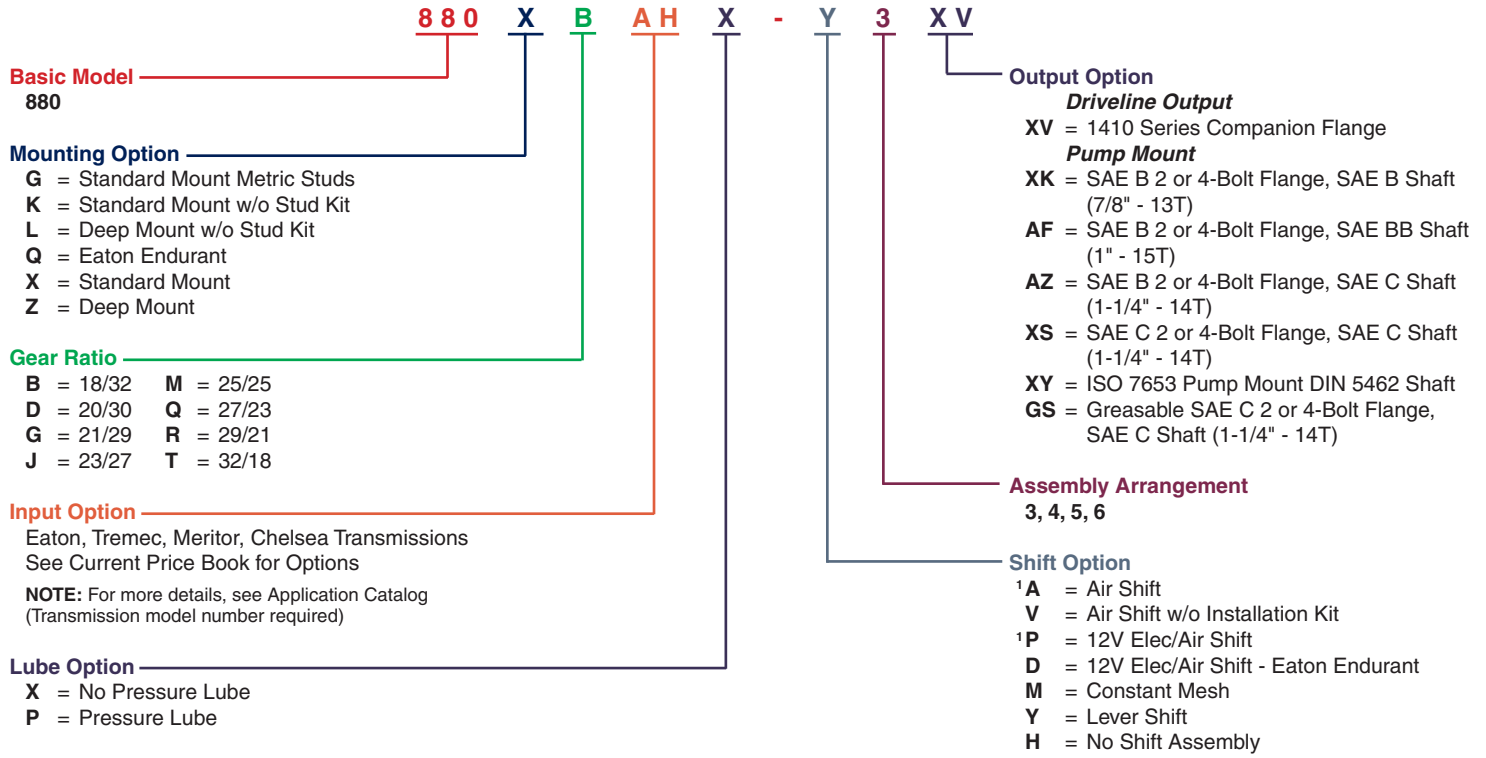 880 X B AH X - Y 3 XV
Basic Model
880
Mounting Option
G = Standard Mount Metric Studs
K = Standard Mount w/o Stud Kit
L = Deep Mount w/o Stud Kit
Q = Eaton Endurant
X = Standard Mount
Z = Deep Mount
Gear Ratio
B = 18/32 M = 25/25
D = 20/30 Q = 27/23
G = 21/29 R = 29/21
J = 23/27 T = 32/18
Input Option
Eaton, Tremec, Meritor, Chelsea Transmissions
See Current Price Book for Options
NOTE: For more details, see Application Catalog
(Transmission model number required)
Lube Option
X = No Pressure Lube
P = Pressure Lube
Output Option
Driveline Output
XV = 1410 Series Companion Flange
Pump Mount
XK = SAE B 2 or 4-Bolt Flange, SAE B Shaft
(7/8" - 13T)
AF = SAE B 2 or 4-Bolt Flange, SAE BB Shaft
(1" - 15T)
AZ = SAE B 2 or 4-Bolt Flange, SAE C Shaft
(1-1/4" - 14T)
XS = SAE C 2 or 4-Bolt Flange, SAE C Shaft
(1-1/4" - 14T)
XY = ISO 7653 Pump Mount DIN 5462 Shaft
GS = Greasable SAE C 2 or 4-Bolt Flange,
SAE C Shaft (1-1/4" - 14T)
Assembly Arrangement
3, 4, 5, 6
Shift Option
¹A = Air Shift
V = Air Shift w/o Installation Kit
¹P = 12V Elec/Air Shift
D = 12V Elec/Air Shift - Eaton Endurant
M = Constant Mesh
Y = Lever Shift
H = No Shift Assembly